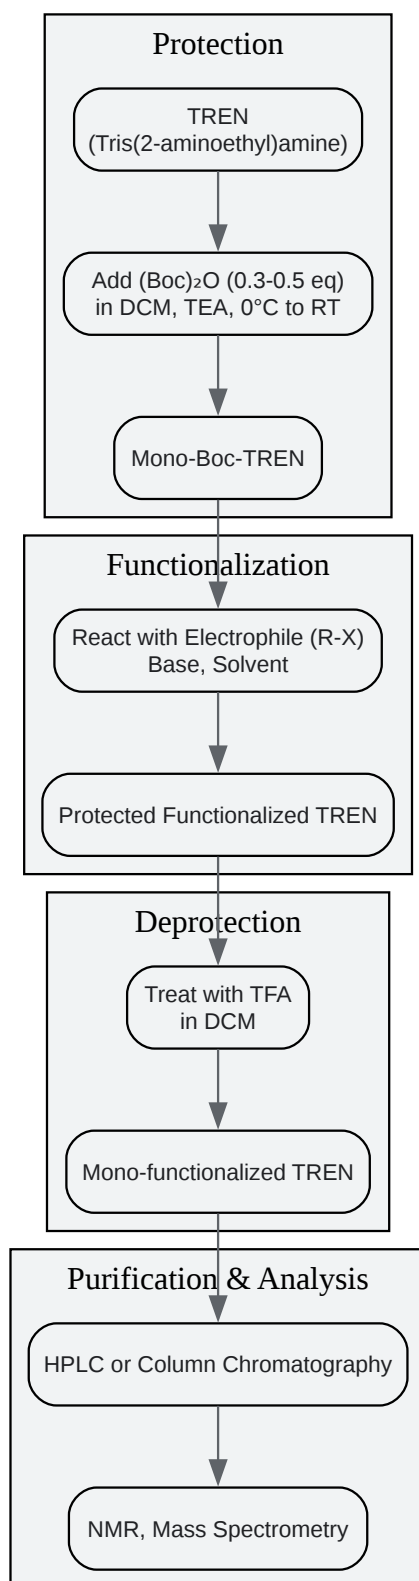 Protection
TREN
(Tris(2-aminoethyl)amine)
Add (Boc)₂O (0.3-0.5 eq)
in DCM, TEA, 0°C to RT
Mono-Boc-TREN
Functionalization
React with Electrophile (R-X)
Base, Solvent
Protected Functionalized TREN
Deprotection
Treat with TFA
in DCM
Mono-functionalized TREN
Purification & Analysis
HPLC or Column Chromatography
NMR, Mass Spectrometry